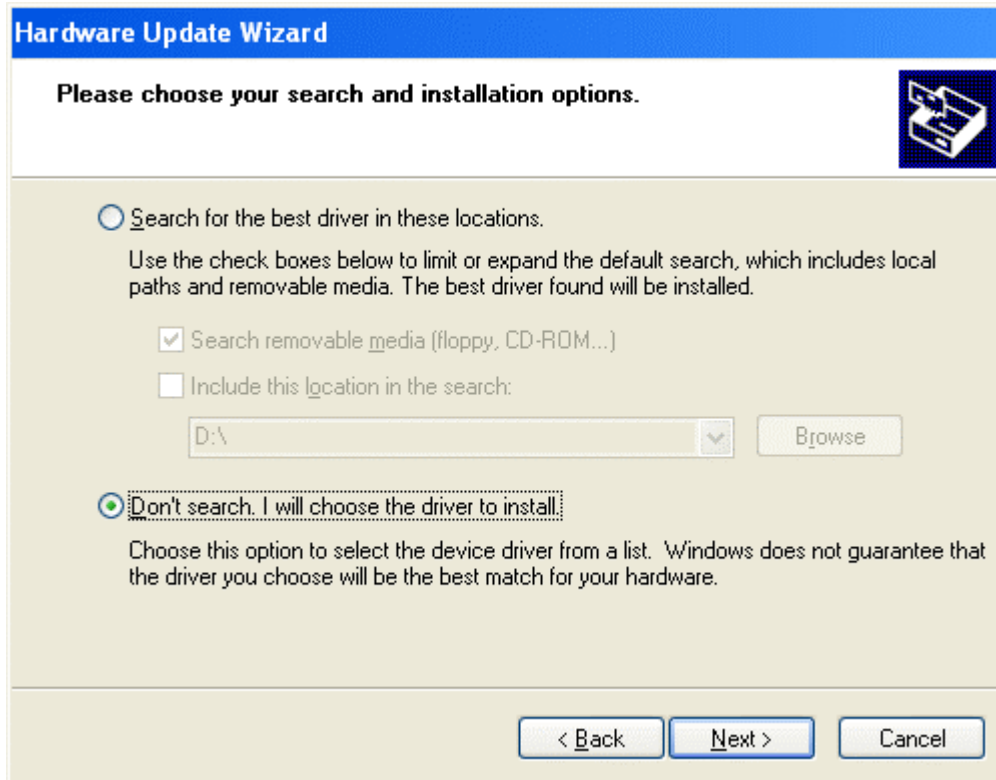 Hardware Update Wizard
Please choose your search and installation options.
Search for the best driver in these locations.
Use the check boxes below to limit or expand the default search, which includes local
paths and removable media. The best driver found will be installed.
Search removable media (floppy, CD-ROM...)
Include this location in the search:
D:\
Browse
Don't search. I will choose the driver to install.
Choose this option to select the device driver from a list. Windows does not guarantee that
the driver you choose will be the best match for your hardware.
< Back
Next >
Cancel